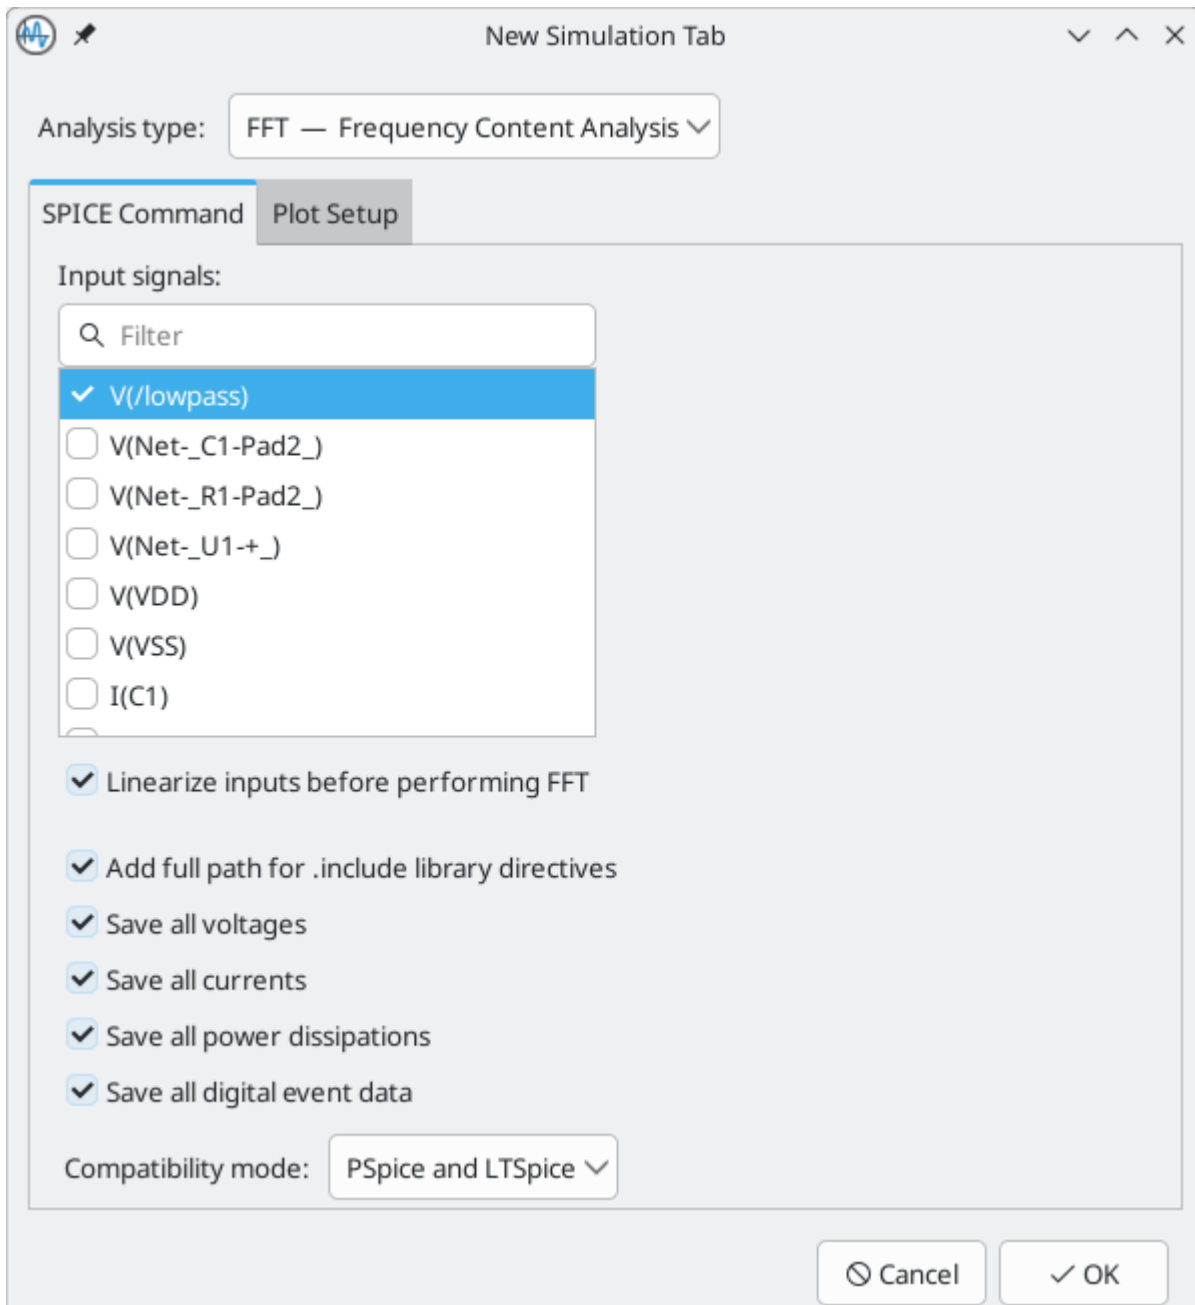 New Simulation Tab
Analysis type: FFT — Frequency Content Analysis
SPICE Command Plot Setup
Input signals:
Filter
V(/lowpass)
V(Net-_C1-Pad2_)
V(Net-_R1-Pad2_)
V(Net-_U1-+_)
V(VDD)
V(VSS)
I(C1)
Linearize inputs before performing FFT
Add full path for .include library directives
Save all voltages
Save all currents
Save all power dissipations
Save all digital event data
Compatibility mode: PSpice and LTSpice
Cancel OK